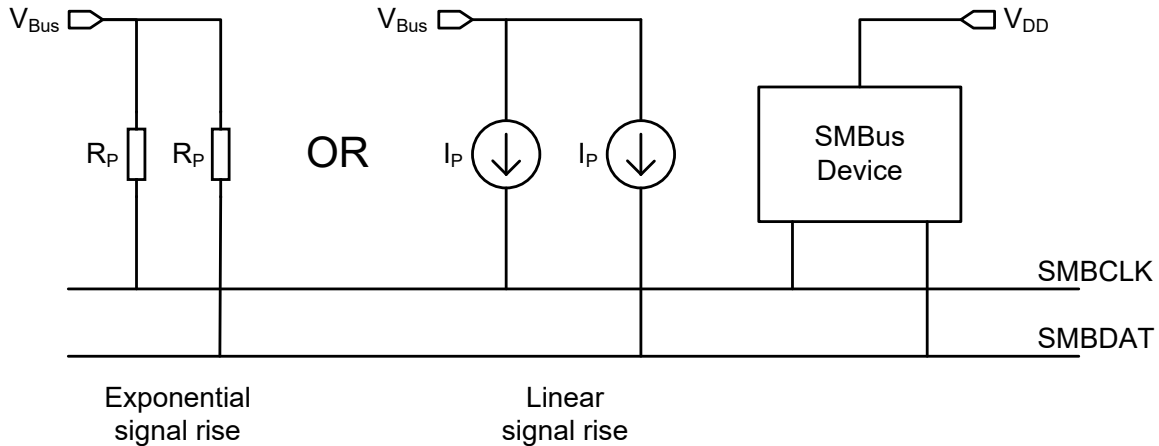 V_Bus
V_Bus
V_DD
R_P
R_P
OR
I_P
I_P
SMBus
Device
SMBCLK
SMBDAT
Exponential
signal rise
Linear
signal rise